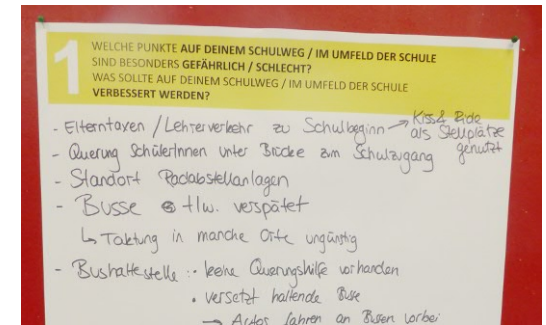 1 WELCHE PUNKTE AUF DEINEM SCHULWEG / IM UMFELD DER SCHULE
SIND BESONDERS GEFÄHRLICH / SCHLECHT?
WAS SOLLTE AUF DEINEM SCHULWEG / IM UMFELD DER SCHULE
VERBESSERT WERDEN?
- Elterntaxen / Lehrerverkehr zu Schulbeginn → Kiss & Ride
als Stellplätze
genutzt
- Querung SchülerInnen unter Brücke zum Schulzugang
- Standort Radabstellanlagen
- Busse tlw. verspätet
↳ Taktung in manche Orte ungünstig
- Bushaltestelle : • keine Querungshilfe vorhanden
• versetzt haltende Busse
→ Autos fahren an Bussen vorbei